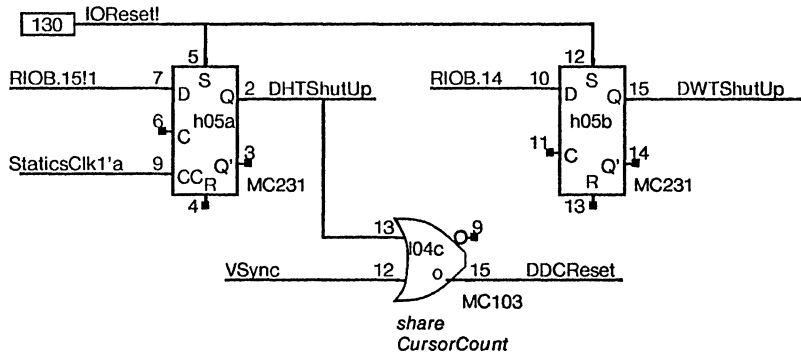 130 IOReset!
5 12
RIOB.15!1 7 D S Q 2 DHTShutUp RIOB.14 10 D S Q 15 DWTShutUp
h05a h05b
6 C 11 C
StaticsClk1'a 9 CC R Q' 3 MC231 R Q' 14 MC231
4 13
13 l04c 9
VSync 12 o 15 DDCReset
MC103
share
CursorCount